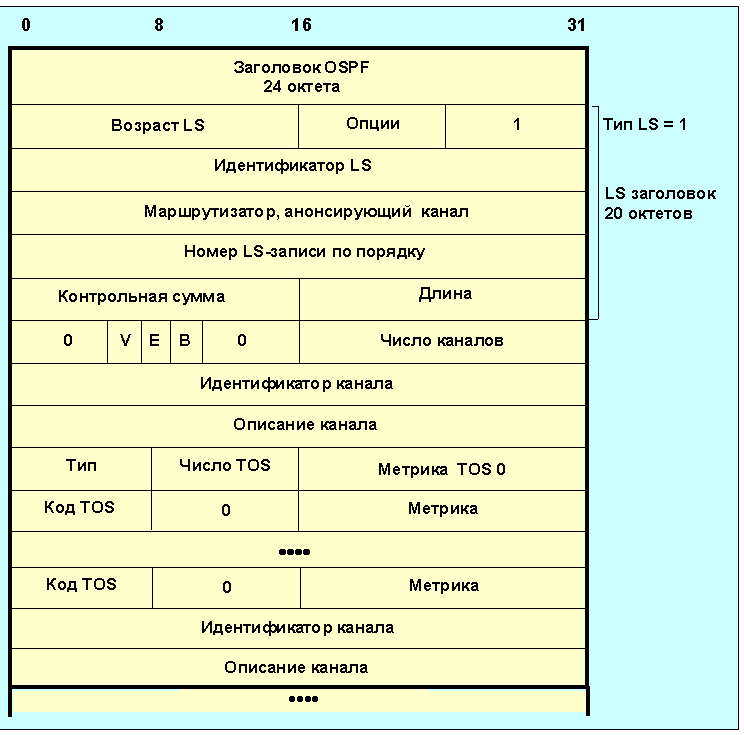 0 8 16 31
Заголовок OSPF
24 октета
Возраст LS Опции 1 Тип LS = 1
Идентификатор LS
LS заголовок
20 октетов
Маршрутизатор, анонсирующий канал
Номер LS-записи по порядку
Контрольная сумма Длина
0 V E B 0 Число каналов
Идентификатор канала
Описание канала
Тип Число TOS Метрика TOS 0
Код TOS 0 Метрика
••••
Код TOS 0 Метрика
Идентификатор канала
Описание канала
••••